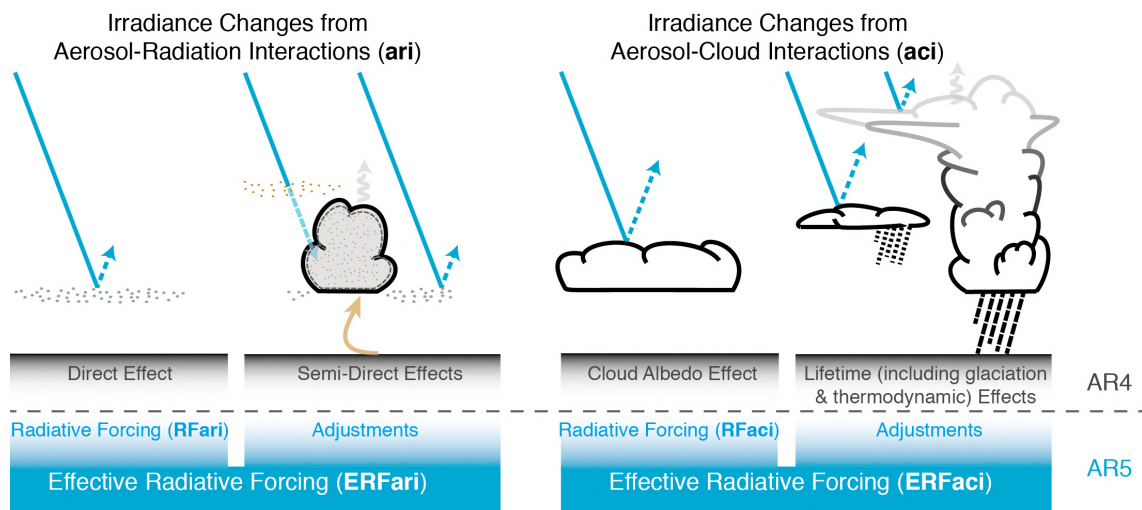 Irradiance Changes from
Aerosol-Radiation Interactions (ari)
Irradiance Changes from
Aerosol-Cloud Interactions (aci)
Direct Effect
Semi-Direct Effects
Cloud Albedo Effect
Lifetime (including glaciation
& thermodynamic) Effects
AR4
Radiative Forcing (RFari)
Adjustments
Radiative Forcing (RFaci)
Adjustments
AR5
Effective Radiative Forcing (ERFari)
Effective Radiative Forcing (ERFaci)